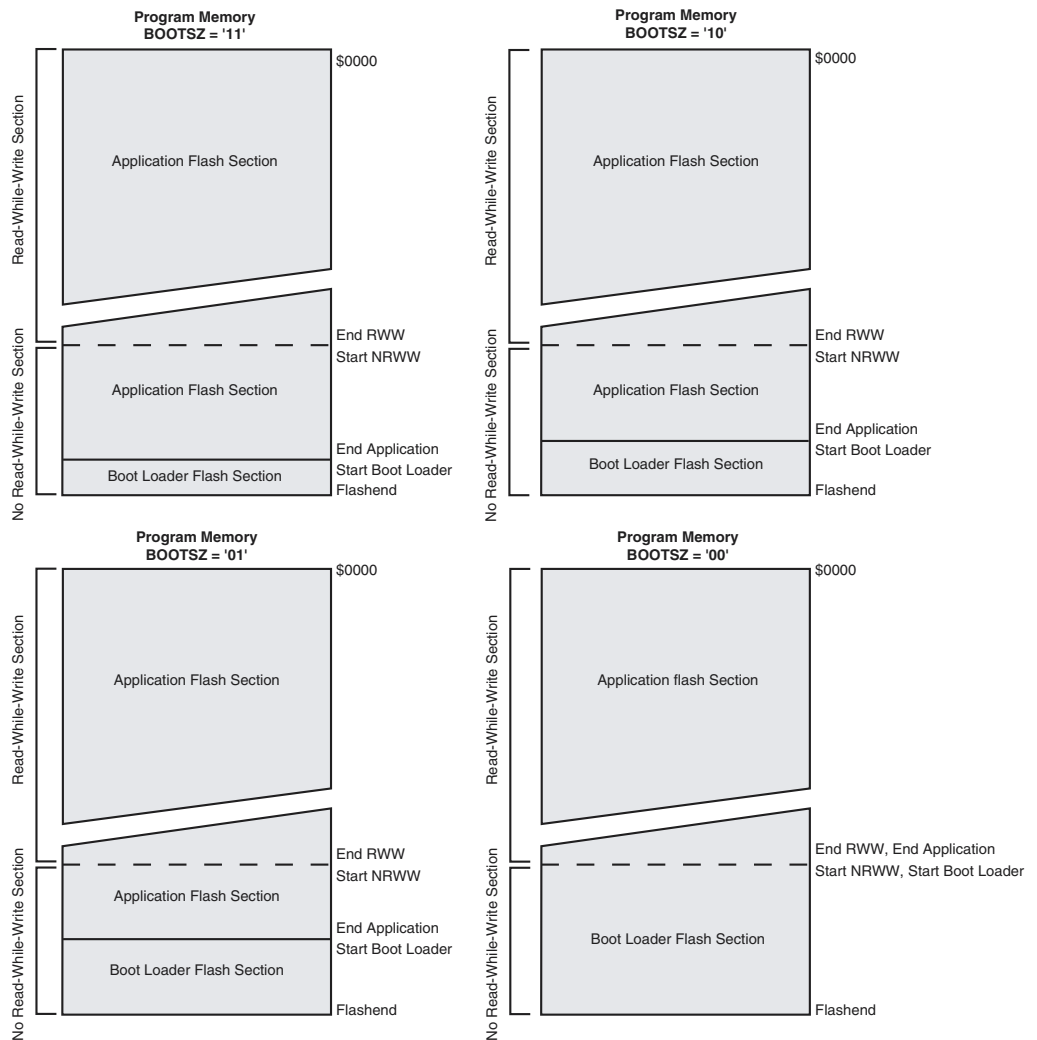 Program Memory
BOOTSZ = '11'
$0000
Read-While-Write Section
Application Flash Section
End RWW
Start NRWW
No Read-While-Write Section
Application Flash Section
End Application
Start Boot Loader
Boot Loader Flash Section
Flashend
Program Memory
BOOTSZ = '10'
$0000
Read-While-Write Section
Application Flash Section
End RWW
Start NRWW
No Read-While-Write Section
Application Flash Section
End Application
Start Boot Loader
Boot Loader Flash Section
Flashend
Program Memory
BOOTSZ = '01'
$0000
Read-While-Write Section
Application Flash Section
End RWW
Start NRWW
No Read-While-Write Section
Application Flash Section
End Application
Start Boot Loader
Boot Loader Flash Section
Flashend
Program Memory
BOOTSZ = '00'
$0000
Read-While-Write Section
Application flash Section
End RWW, End Application
Start NRWW, Start Boot Loader
No Read-While-Write Section
Boot Loader Flash Section
Flashend